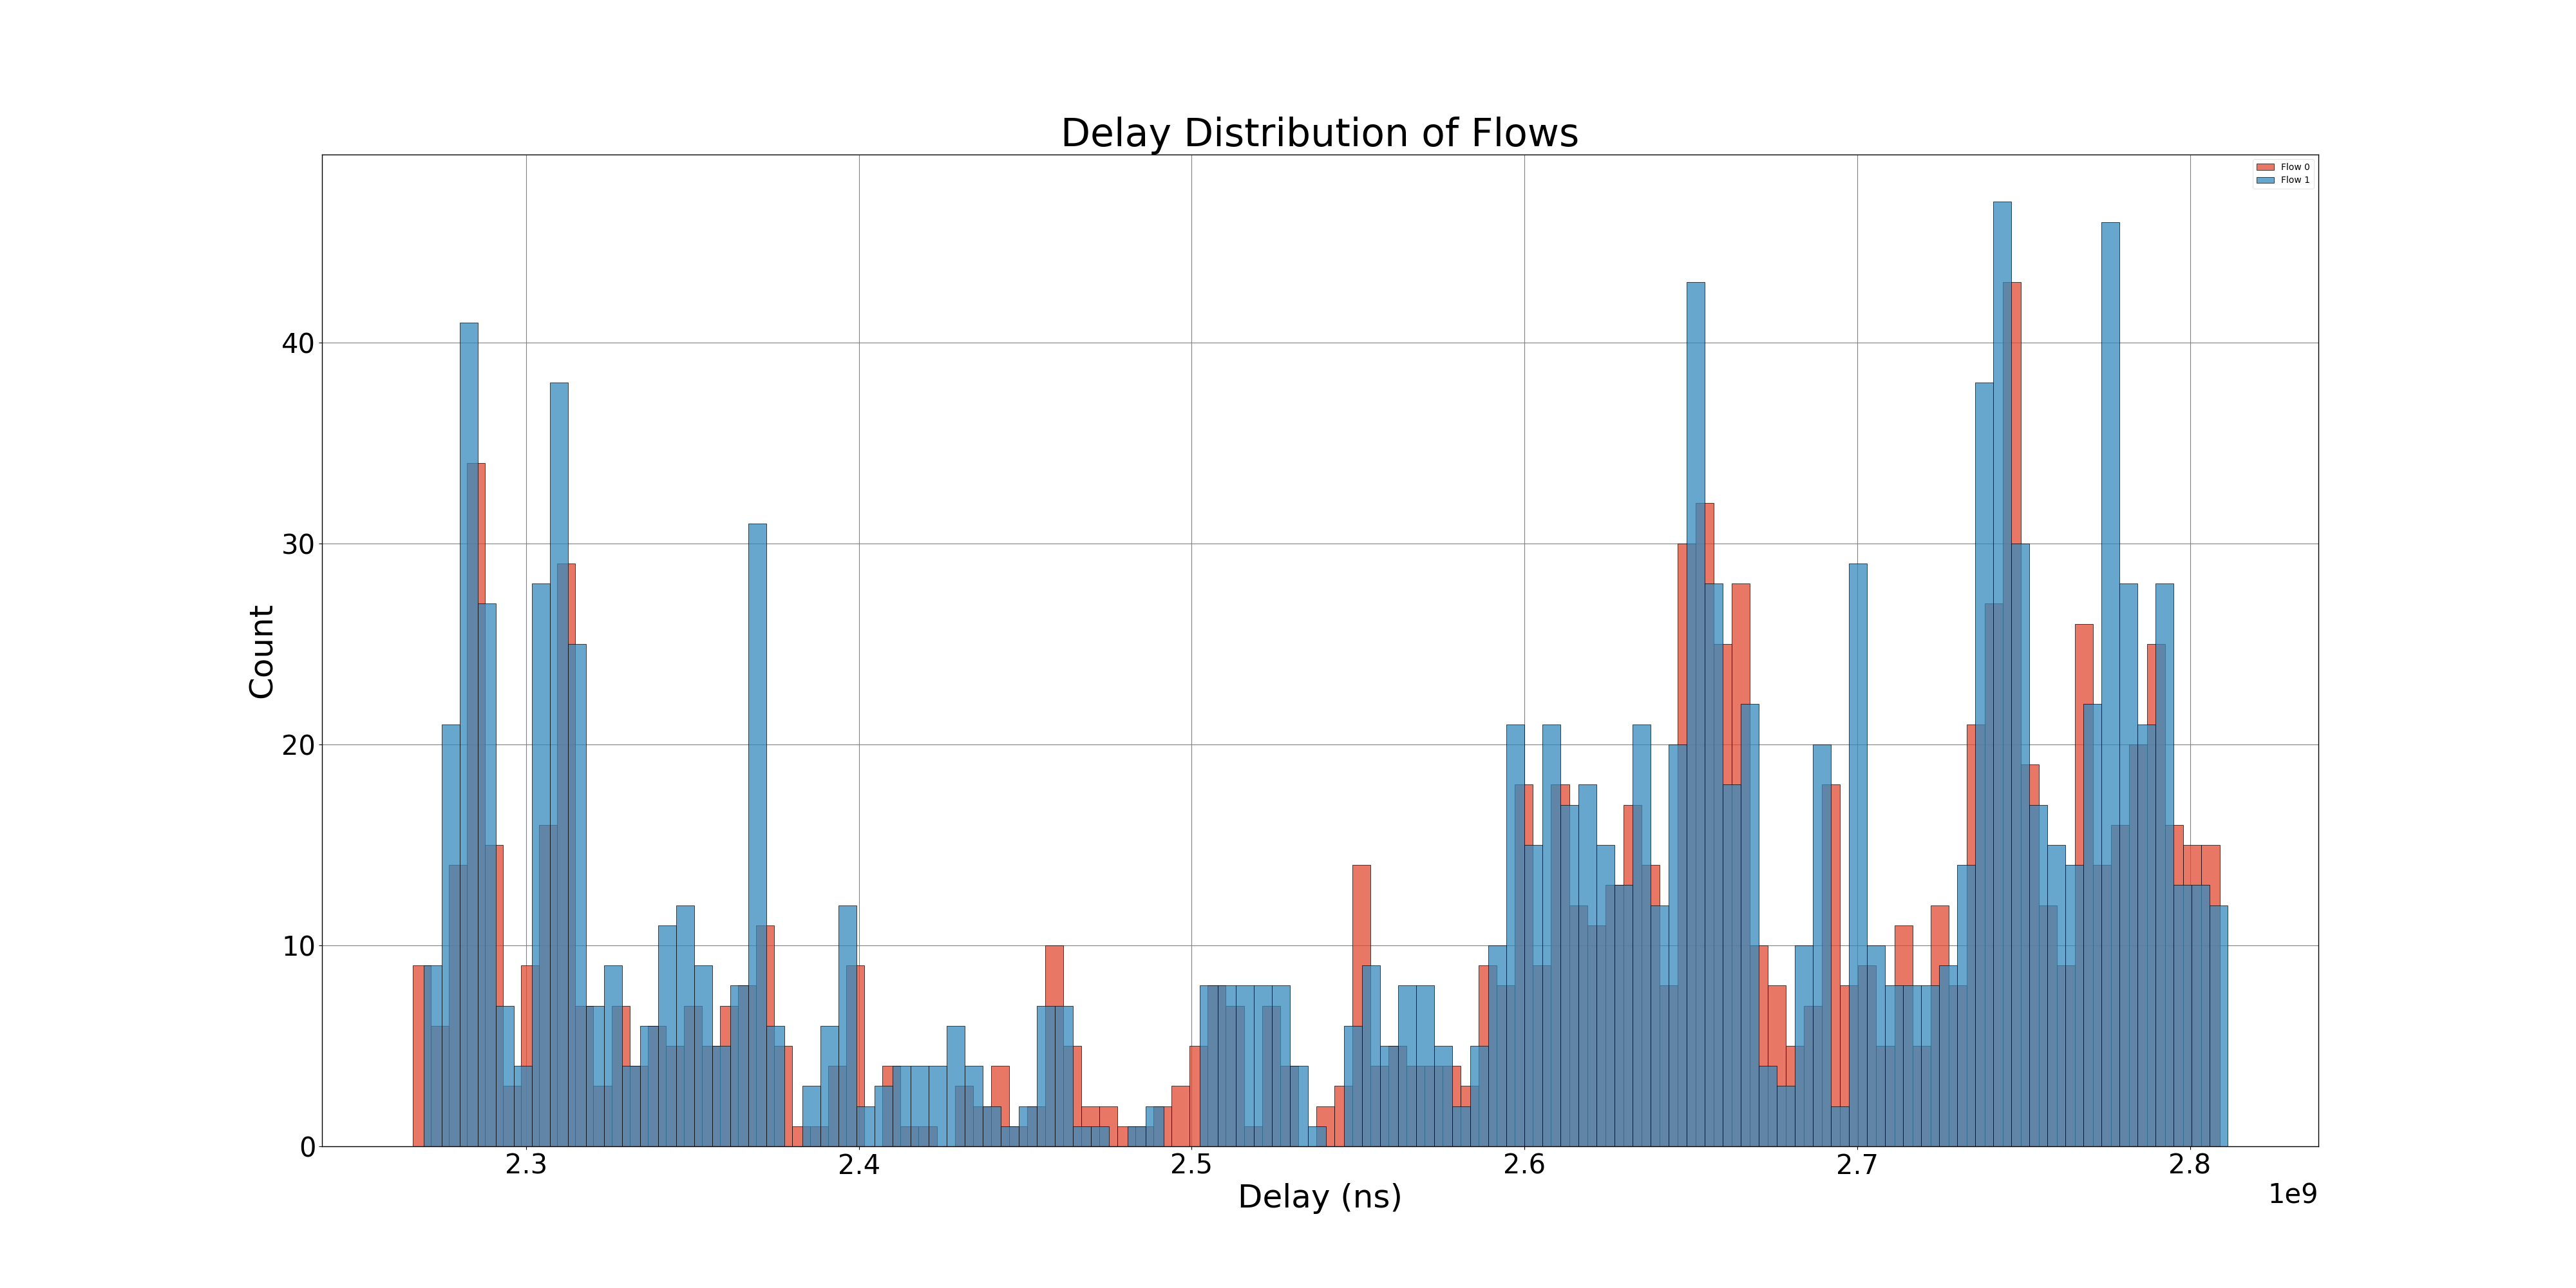 Delay Distribution of Flows
Flow 0
Flow 1
Count
40
30
20
10
0
2.3 2.4 2.5 2.6 2.7 2.8
Delay (ns)
1e9